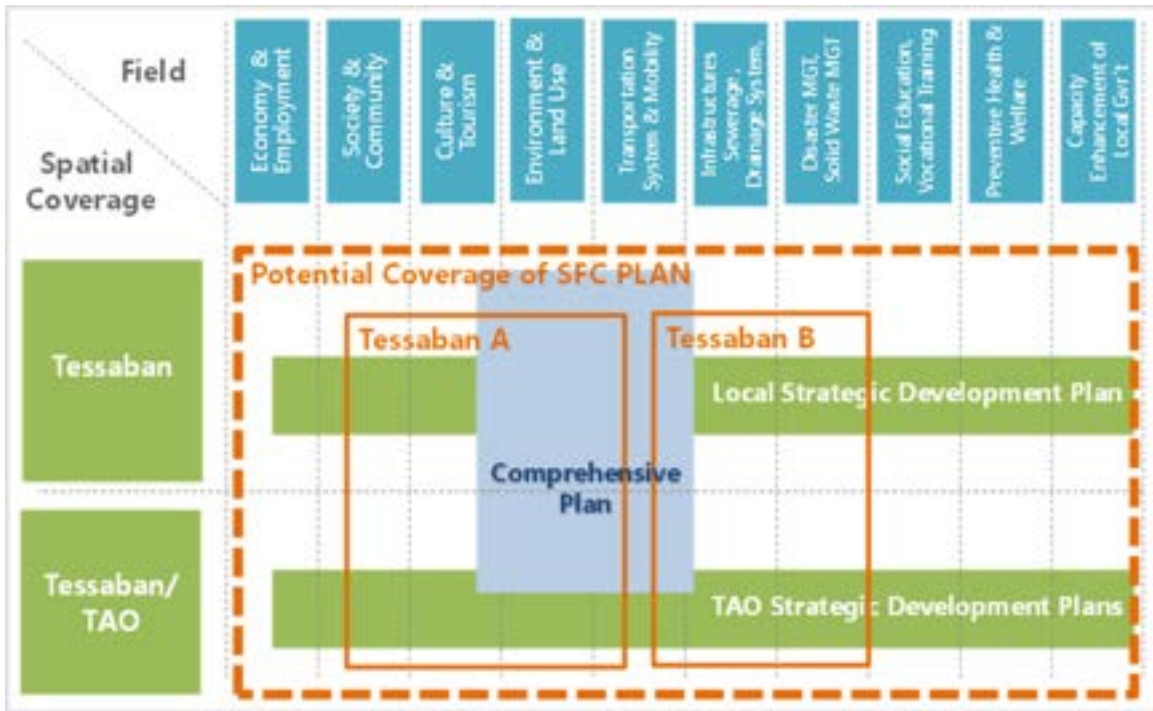 Field
Spatial
Coverage
Economy &
Employment
Society &
Community
Culture &
Tourism
Environment &
Land Use
Transportation
System & Mobility
Infrastructures
Sewerage,
Drainage System,
Disaster MGT,
Solid Waste MGT
Social Education,
Vocational Training
Preventive Health &
Welfare
Capacity
Enhancement of
Local Gvr't
Potential Coverage of SFC PLAN
Tessaban A
Tessaban B
Tessaban
Local Strategic Development Plan
Comprehensive
Plan
Tessaban/
TAO
TAO Strategic Development Plans